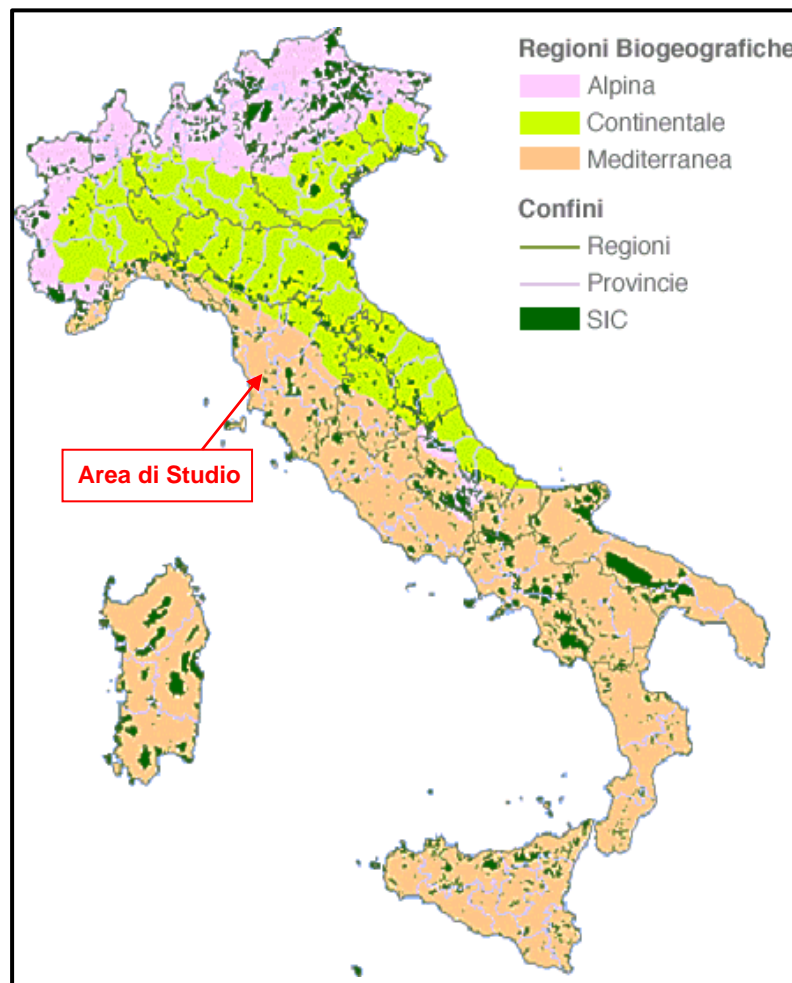 Regioni Biogeografiche
Alpina
Continentale
Mediterranea
Confini
Regioni
Provincie
SIC
Area di Studio